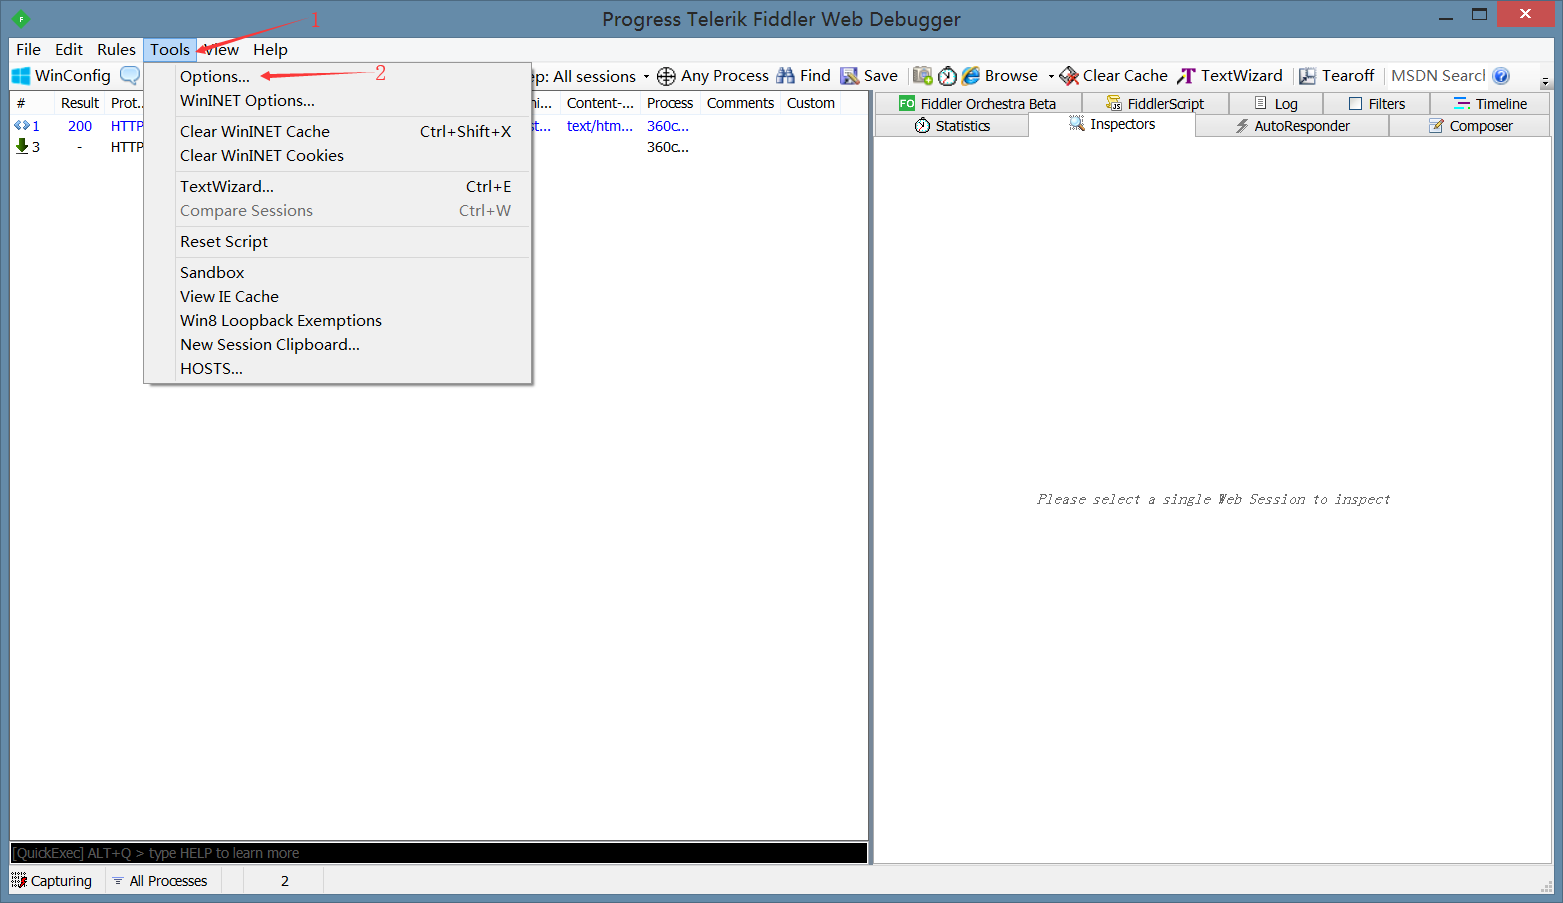 1
Progress Telerik Fiddler Web Debugger
File Edit Rules Tools View Help
WinConfig
Options... 2
WinINET Options...
Clear WinINET Cache Ctrl+Shift+X
Clear WinINET Cookies
TextWizard... Ctrl+E
Compare Sessions Ctrl+W
Reset Script
Sandbox
View IE Cache
Win8 Loopback Exemptions
New Session Clipboard...
HOSTS...
All sessions Any Process Find Save Browse Clear Cache TextWizard Tearoff MSDN Search
# Result Prot... Content-... Process Comments Custom
1 200 HTTP text/htm... 360c...
3 - HTTP 360c...
FO Fiddler Orchestra Beta FiddlerScript Log Filters Timeline
Statistics Inspectors AutoResponder Composer
Please select a single Web Session to inspect
[QuickExec] ALT+Q > type HELP to learn more
Capturing All Processes 2